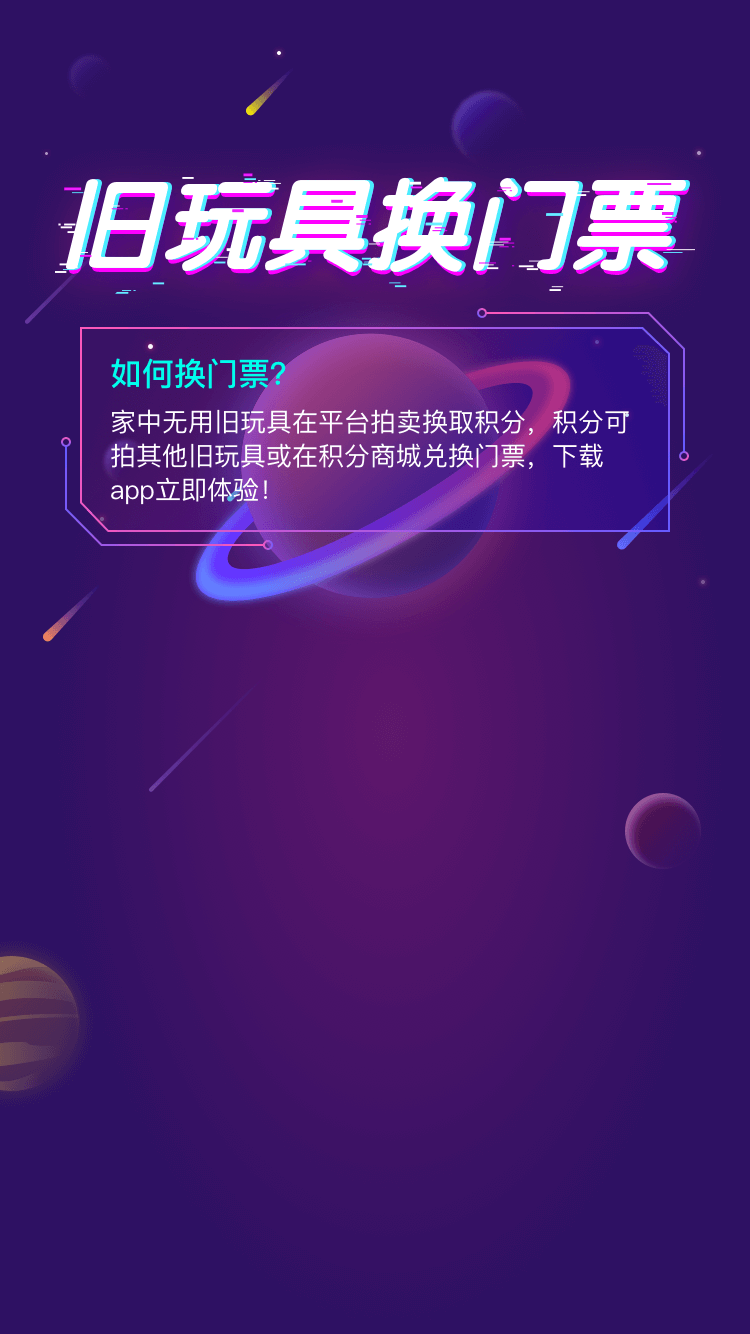 旧玩具换门票
如何换门票?
家中无用旧玩具在平台拍卖换取积分，积分可
拍其他旧玩具或在积分商城兑换门票，下载
app立即体验！